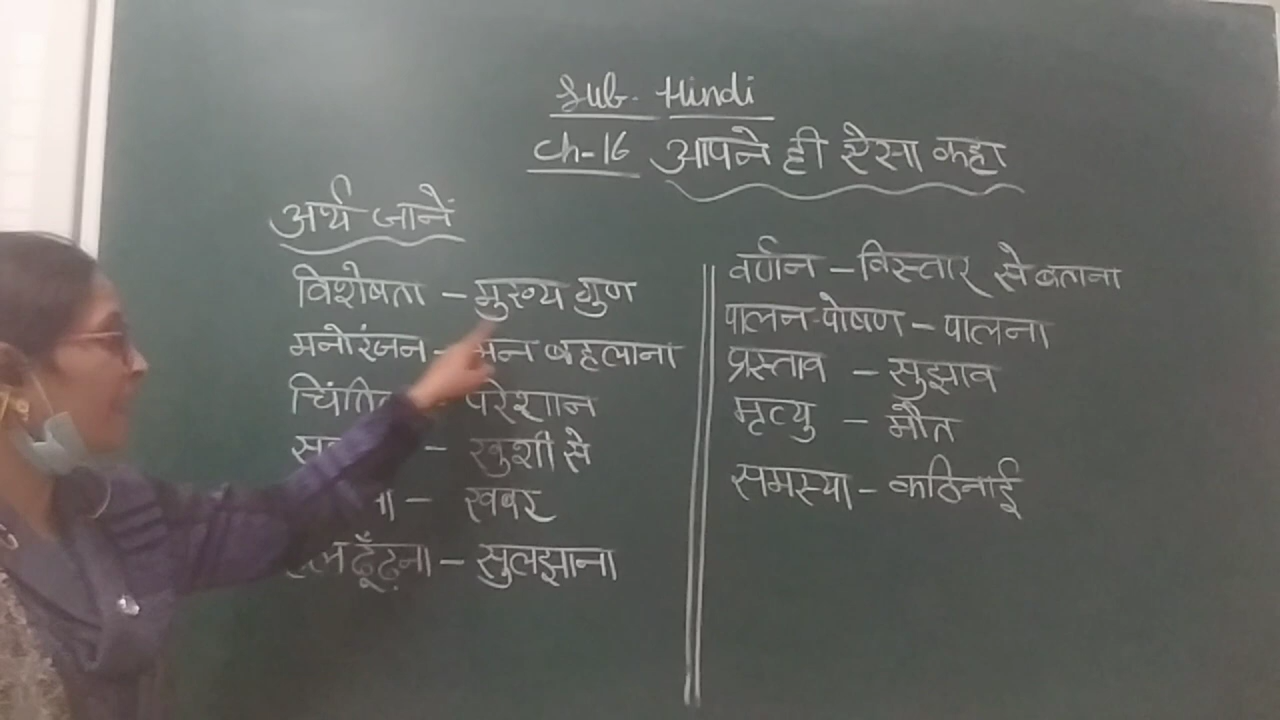 Sub. Hindi
Ch-16 आपने ही ऐसा कहा
अर्थ जानें
विशेषता - मुख्य गुण
मनोरंजन - मन बहलाना
- परेशान
- खुशी से
- खबर
ढूँढ़ना - सुलझाना
वर्णन - विस्तार से बताना
पालन-पोषण - पालना
प्रस्ताव - सुझाव
मृत्यु - मौत
समस्या - कठिनाई